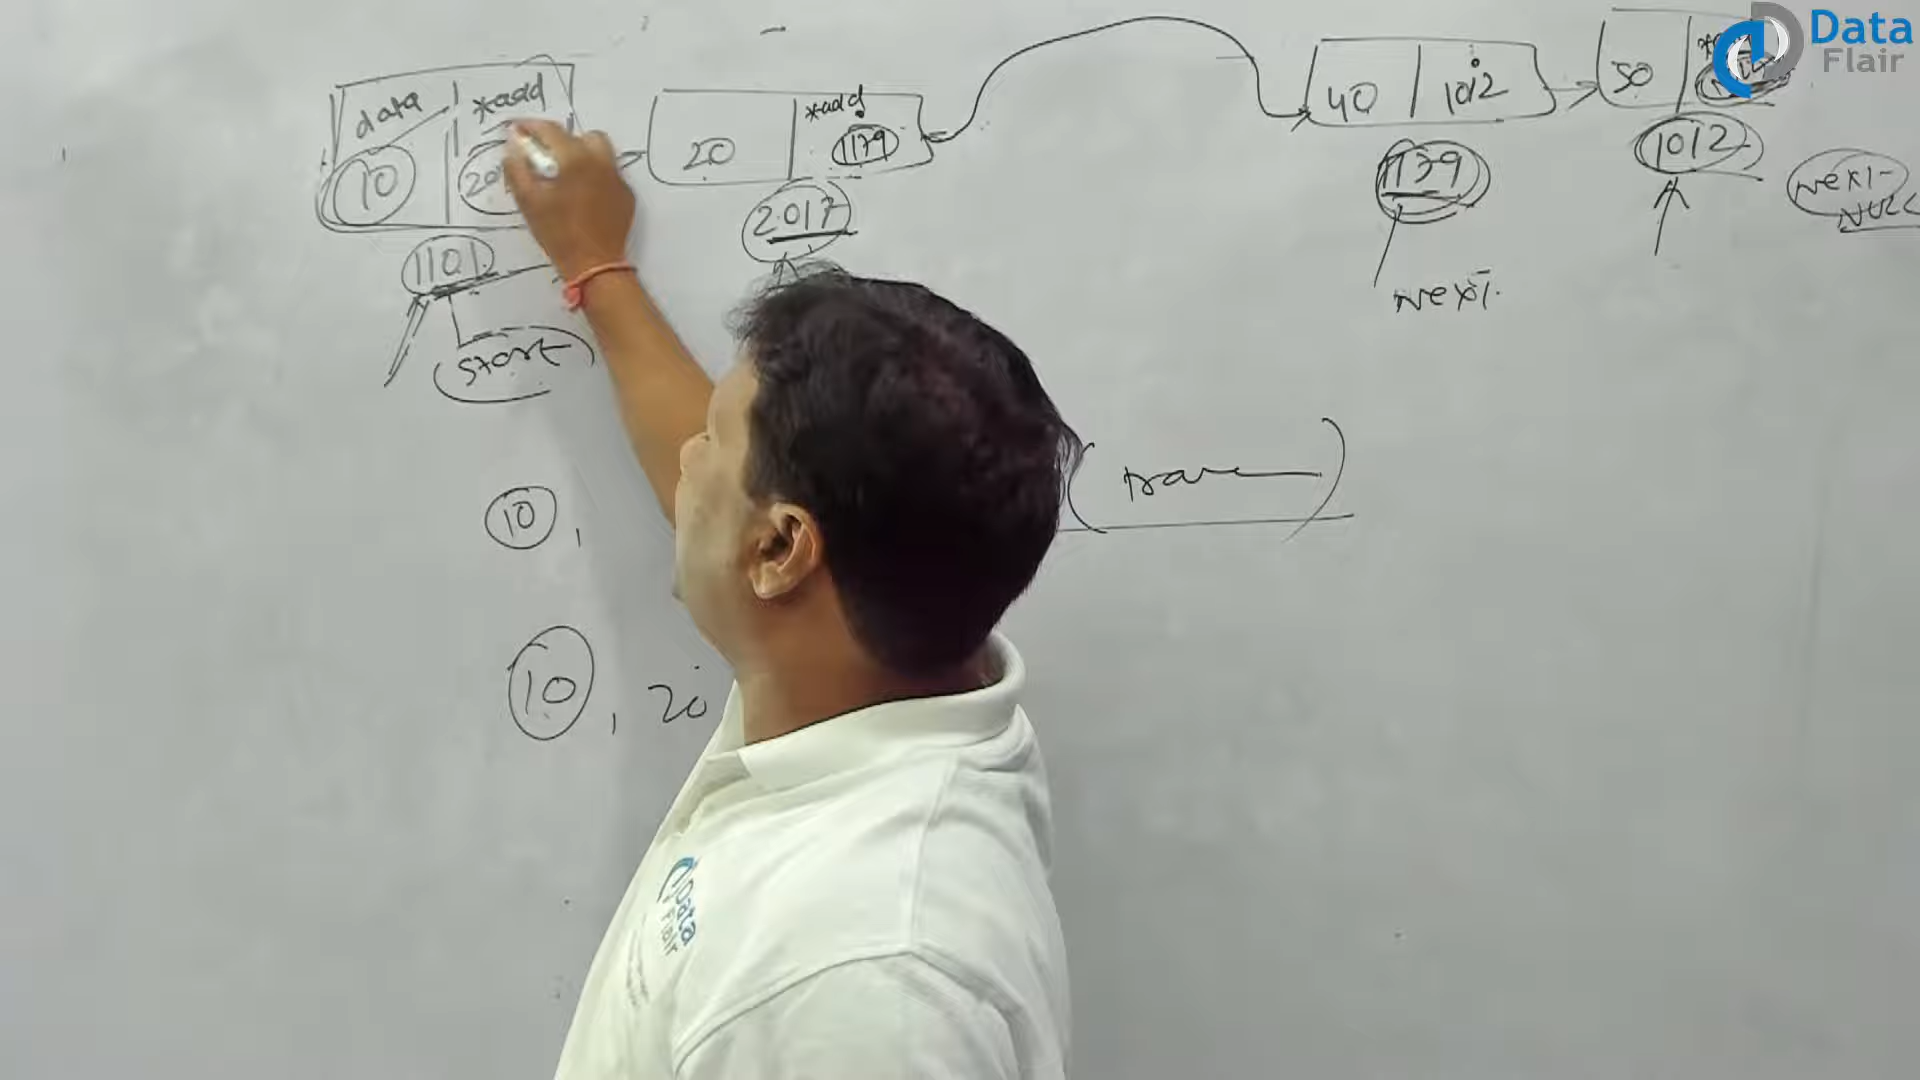 Data
Flair
data *add
10
1101
start
20 *add
1179
2017
40 1012
1139
Next
50
1012
Next-
NULL
10,
10, 20
Data
Flair